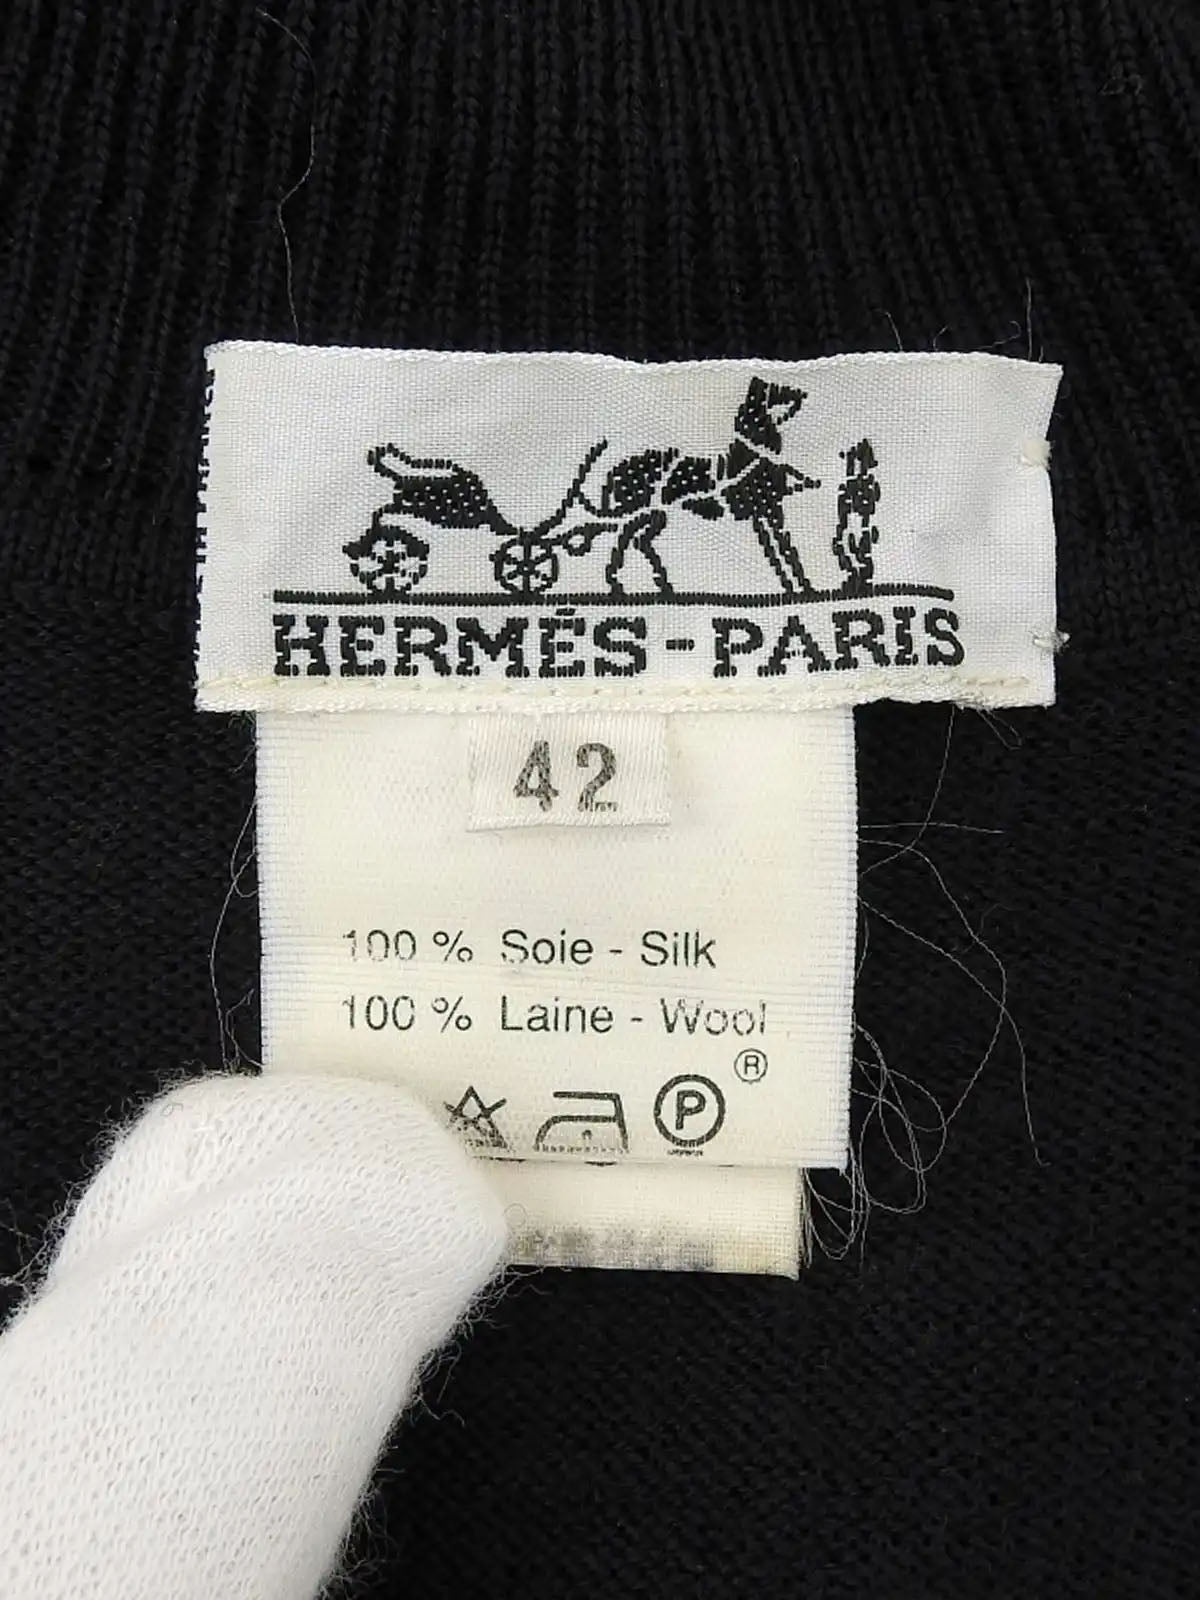 HERMÈS-PARIS
42
100 % Soie - Silk
100 % Laine - Wool
®
P